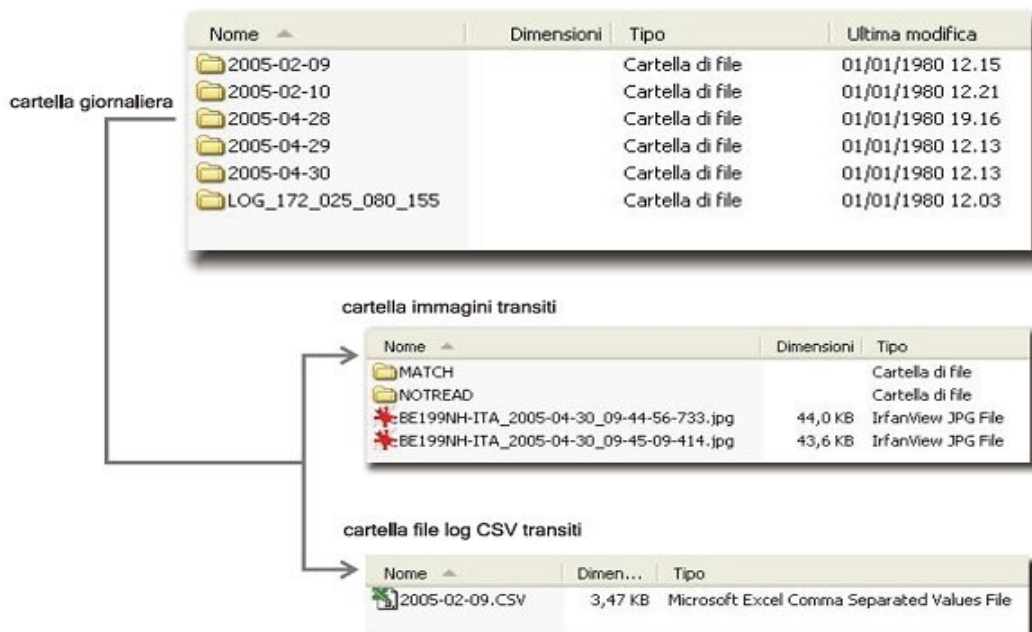 Nome Dimensioni Tipo Ultima modifica
2005-02-09 Cartella di file 01/01/1980 12.15
2005-02-10 Cartella di file 01/01/1980 12.21
cartella giornaliera
2005-04-28 Cartella di file 01/01/1980 19.16
2005-04-29 Cartella di file 01/01/1980 12.13
2005-04-30 Cartella di file 01/01/1980 12.13
LOG_172_025_080_155 Cartella di file 01/01/1980 12.03
cartella immagini transiti
Nome Dimensioni Tipo
MATCH Cartella di file
NOTREAD Cartella di file
BE199NH-ITA_2005-04-30_09-44-56-733.jpg 44,0 KB IrfanView JPG File
BE199NH-ITA_2005-04-30_09-45-09-414.jpg 43,6 KB IrfanView JPG File
cartella file log CSV transiti
Nome Dimen... Tipo
2005-02-09.CSV 3,47 KB Microsoft Excel Comma Separated Values File